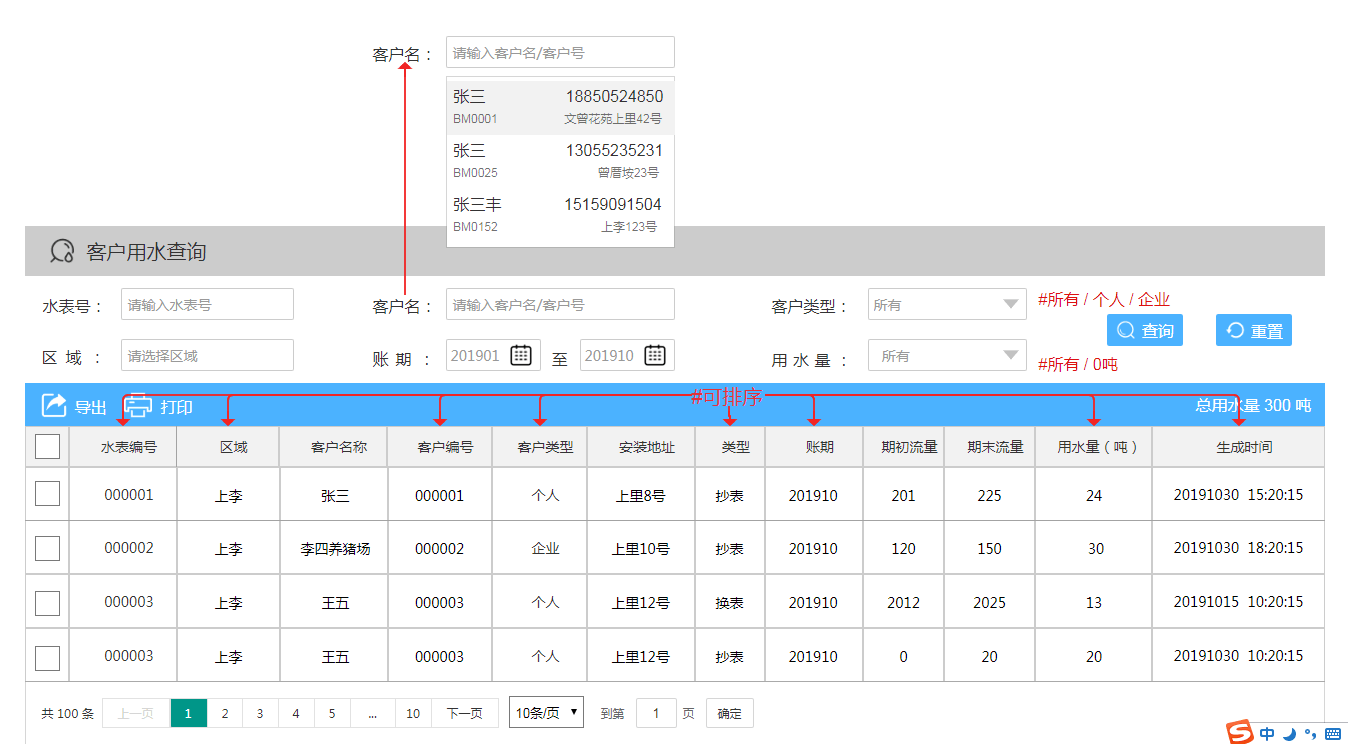 客户名： 请输入客户名/客户号
张三 18850524850
BM0001 文曾花苑上里42号
张三 13055235231
BM0025 曾厝垵23号
张三丰 15159091504
BM0152 上李123号
客户用水查询
水表号： 请输入水表号 客户名： 请输入客户名/客户号 客户类型： 所有 #所有 / 个人 / 企业
查询 重置
区 域 ： 请选择区域 账 期 ： 201901 至 201910 用 水 量 ： 所有 #所有 / 0吨
导出 打印 #可排序 总用水量 300 吨
水表编号 区域 客户名称 客户编号 客户类型 安装地址 类型 账期 期初流量 期末流量 用水量（吨） 生成时间
000001 上李 张三 000001 个人 上里8号 抄表 201910 201 225 24 20191030 15:20:15
000002 上李 李四养猪场 000002 企业 上里10号 抄表 201910 120 150 30 20191030 18:20:15
000003 上李 王五 000003 个人 上里12号 换表 201910 2012 2025 13 20191015 10:20:15
000003 上李 王五 000003 个人 上里12号 抄表 201910 0 20 20 20191030 10:20:15
共 100 条 上一页 1 2 3 4 5 ... 10 下一页 10条/页 到第 1 页 确定
S 中